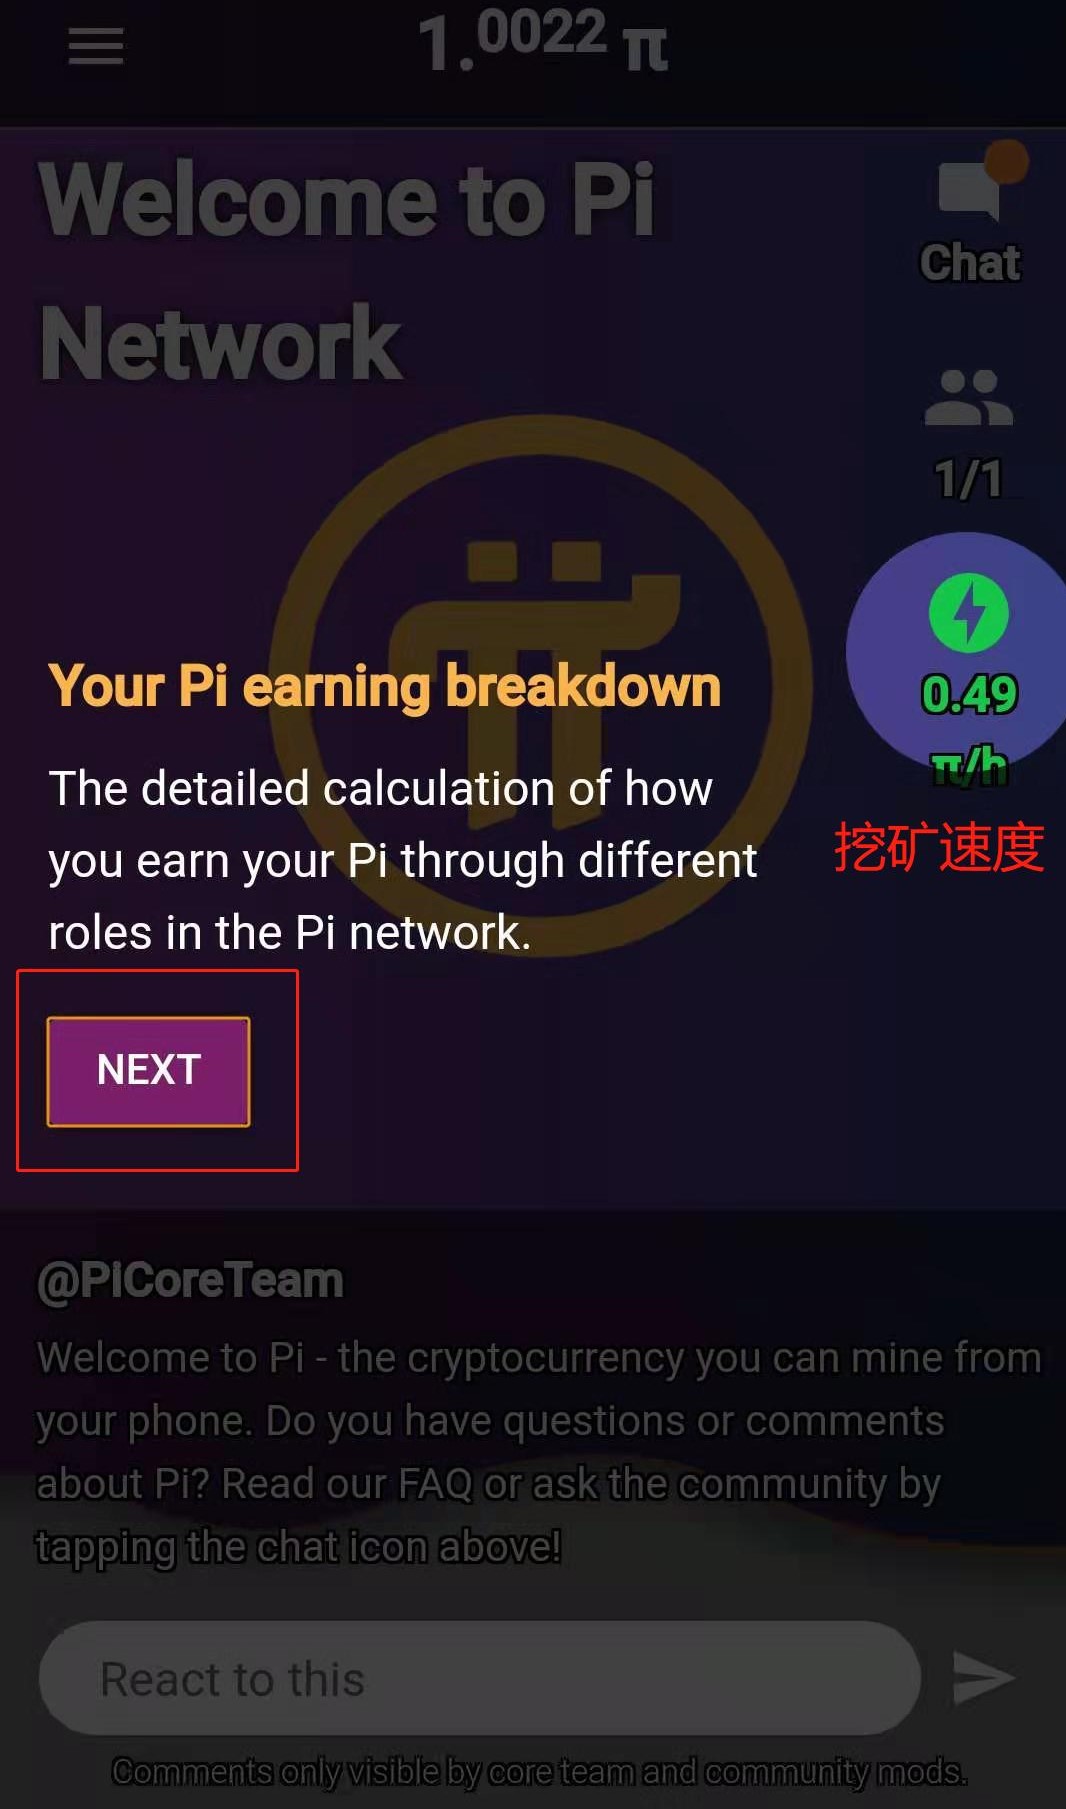 1.0022 π
Welcome to Pi
Network
Chat
1/1
0.49
π/h
挖矿速度
Your Pi earning breakdown
The detailed calculation of how
you earn your Pi through different
roles in the Pi network.
NEXT
@PiCoreTeam
Welcome to Pi - the cryptocurrency you can mine from
your phone. Do you have questions or comments
about Pi? Read our FAQ or ask the community by
tapping the chat icon above!
React to this
Comments only visible by core team and community mods.